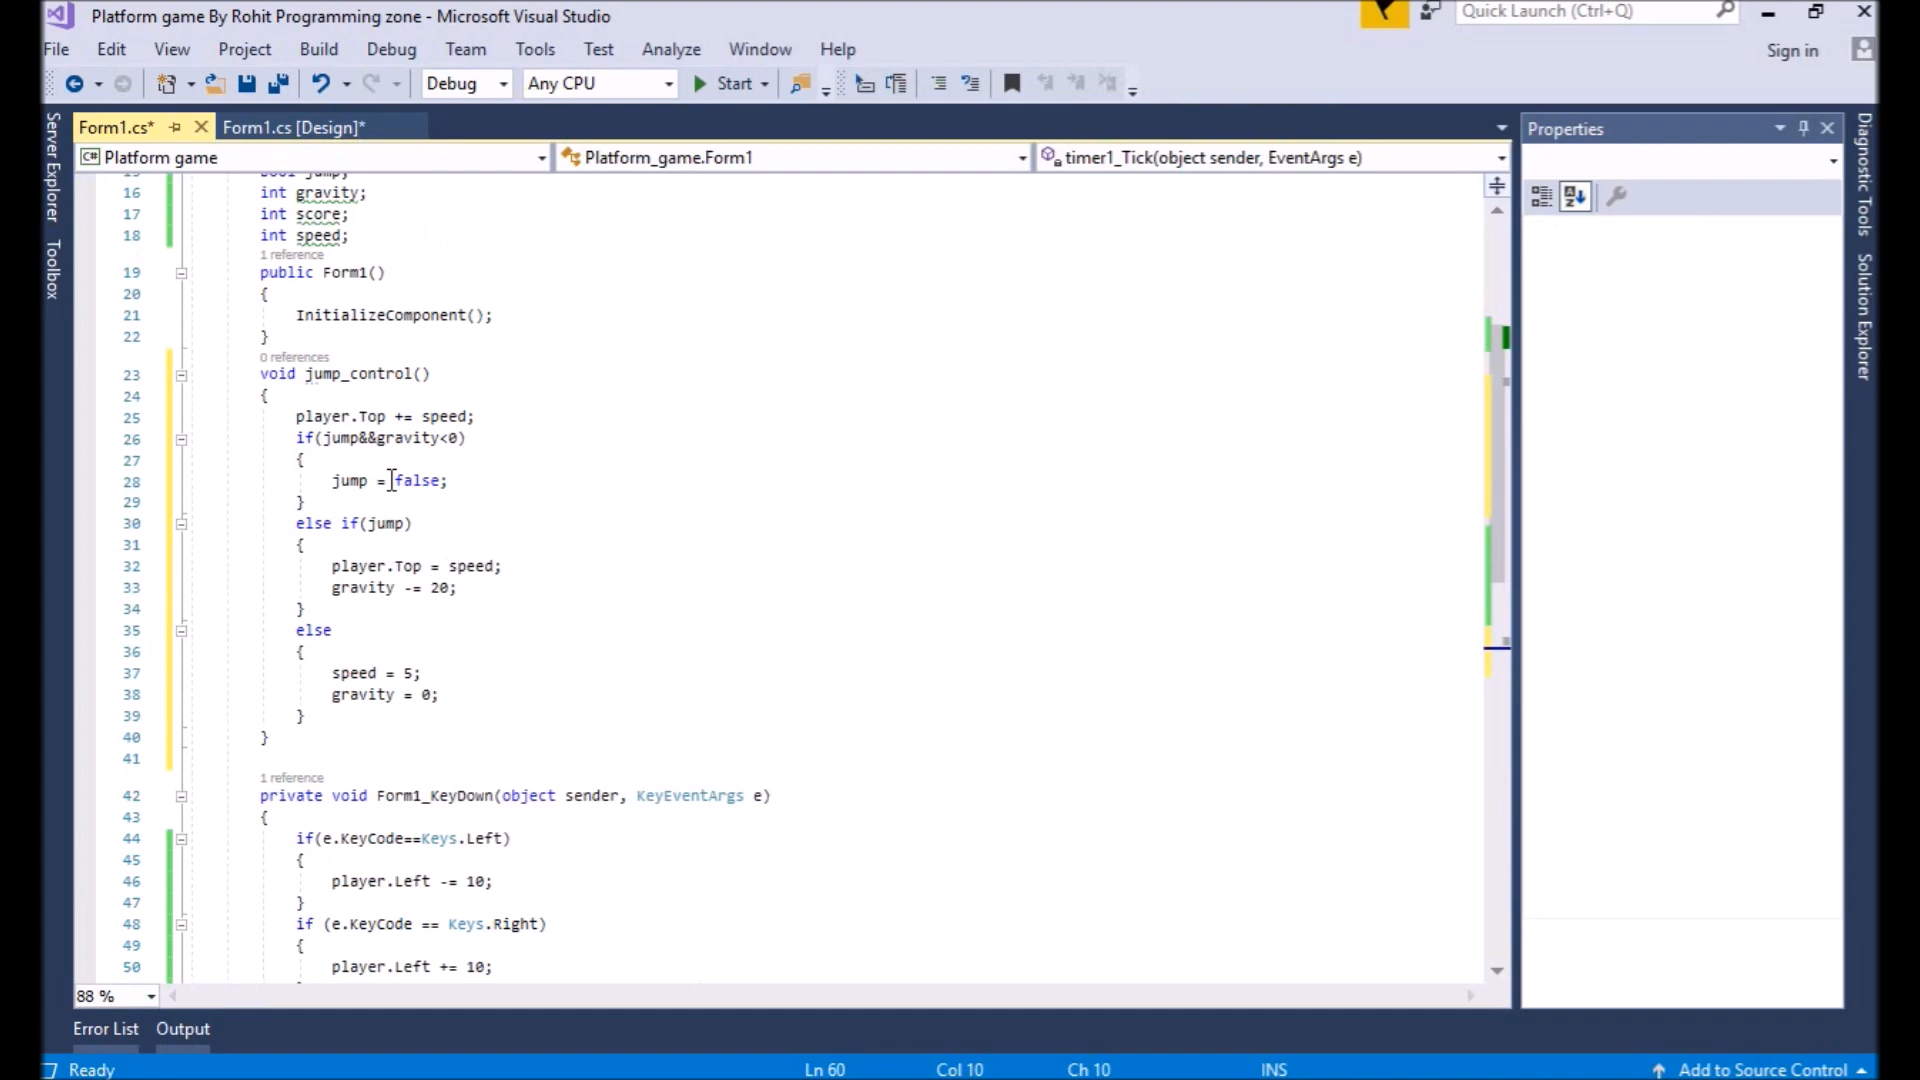 Platform game By Rohit Programming zone - Microsoft Visual Studio
Quick Launch (Ctrl+Q)
File Edit View Project Build Debug Team Tools Test Analyze Window Help
Sign in
Debug Any CPU Start
Server Explorer
Toolbox
Form1.cs* Form1.cs [Design]*
Platform game Platform_game.Form1 timer1_Tick(object sender, EventArgs e)
15 bool jump;
16 int gravity;
17 int score;
18 int speed;
1 reference
19 public Form1()
20 {
21 InitializeComponent();
22 }
0 references
23 void jump_control()
24 {
25 player.Top += speed;
26 if(jump&&gravity<0)
27 {
28 jump = false;
29 }
30 else if(jump)
31 {
32 player.Top = speed;
33 gravity -= 20;
34 }
35 else
36 {
37 speed = 5;
38 gravity = 0;
39 }
40 }
41
1 reference
42 private void Form1_KeyDown(object sender, KeyEventArgs e)
43 {
44 if(e.KeyCode==Keys.Left)
45 {
46 player.Left -= 10;
47 }
48 if (e.KeyCode == Keys.Right)
49 {
50 player.Left += 10;
88 %
Properties
Diagnostic Tools
Solution Explorer
Error List Output
Ready Ln 60 Col 10 Ch 10 INS Add to Source Control